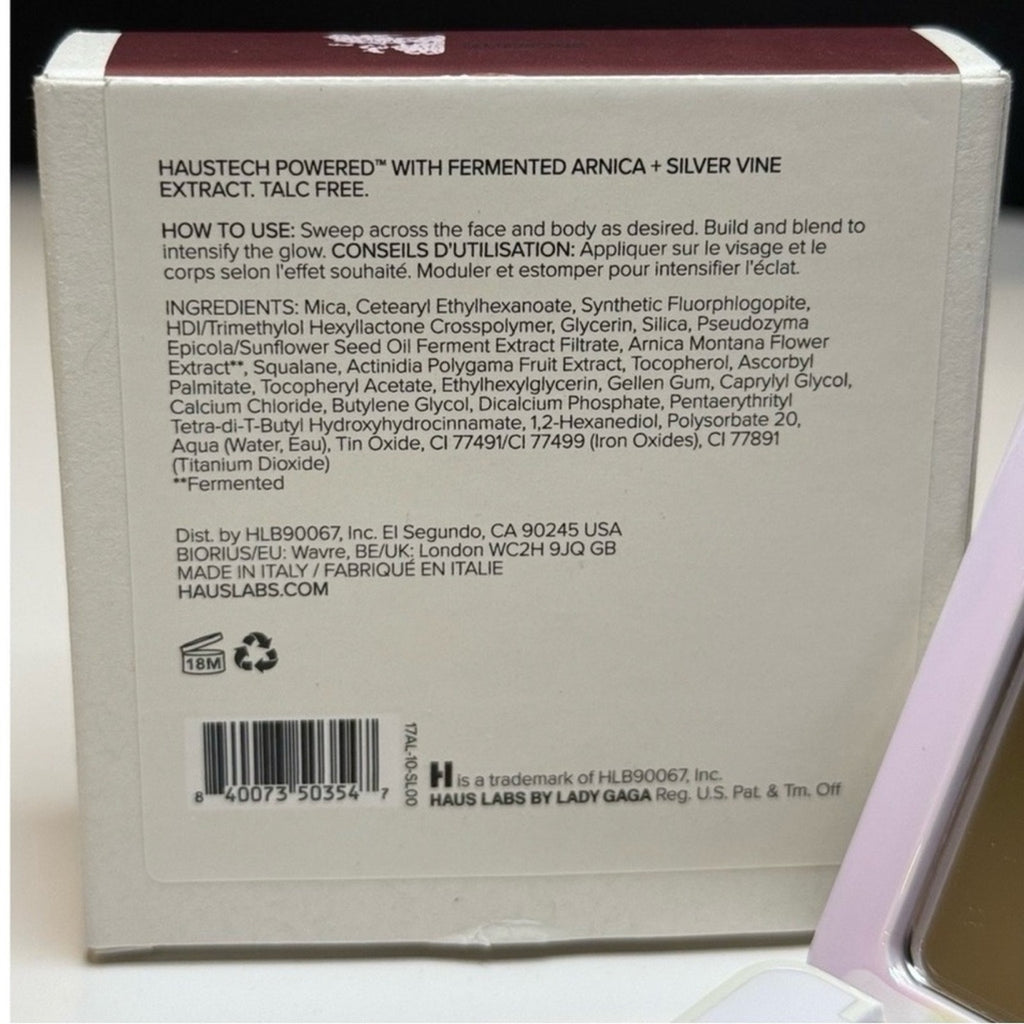 HAUSTECH POWERED™ WITH FERMENTED ARNICA + SILVER VINE
EXTRACT. TALC FREE.
HOW TO USE: Sweep across the face and body as desired. Build and blend to
intensify the glow. CONSEILS D'UTILISATION: Appliquer sur le visage et le
corps selon l'effet souhaité. Moduler et estomper pour intensifier l'éclat.
INGREDIENTS: Mica, Cetearyl Ethylhexanoate, Synthetic Fluorphlogopite,
HDI/Trimethylol Hexyllactone Crosspolymer, Glycerin, Silica, Pseudozyma
Epicola/Sunflower Seed Oil Ferment Extract Filtrate, Arnica Montana Flower
Extract**, Squalane, Actinidia Polygama Fruit Extract, Tocopherol, Ascorbyl
Palmitate, Tocopheryl Acetate, Ethylhexylglycerin, Gellen Gum, Caprylyl Glycol,
Calcium Chloride, Butylene Glycol, Dicalcium Phosphate, Pentaerythrityl
Tetra-di-T-Butyl Hydroxyhydrocinnamate, 1,2-Hexanediol, Polysorbate 20,
Aqua (Water, Eau), Tin Oxide, CI 77491/CI 77499 (Iron Oxides), CI 77891
(Titanium Dioxide)
**Fermented
Dist. by HLB90067, Inc. El Segundo, CA 90245 USA
BIORIUS/EU: Wavre, BE/UK: London WC2H 9JQ GB
MADE IN ITALY / FABRIQUÉ EN ITALIE
HAUSLABS.COM
18M
8 40073 50354 7
17AL-10-SL00
H is a trademark of HLB90067, Inc.
HAUS LABS BY LADY GAGA Reg. U.S. Pat. & Tm. Off